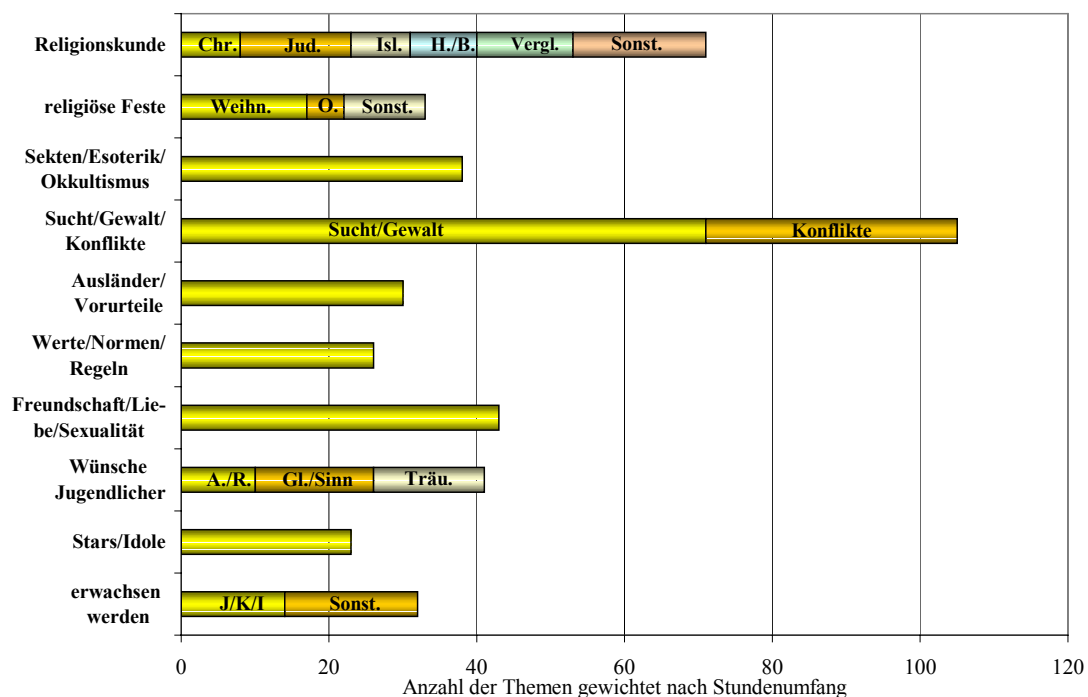 Religionskunde
Chr. Jud. Isl. H./B. Vergl. Sonst.
religiöse Feste
Weihn. O. Sonst.
Sekten/Esoterik/
Okkultismus
Sucht/Gewalt/
Konflikte
Sucht/Gewalt Konflikte
Ausländer/
Vorurteile
Werte/Normen/
Regeln
Freundschaft/Lie-
be/Sexualität
Wünsche
Jugendlicher
A./R. Gl./Sinn Träu.
Stars/Idole
erwachsen
werden
J/K/I Sonst.
0 20 40 60 80 100 120
Anzahl der Themen gewichtet nach Stundenumfang